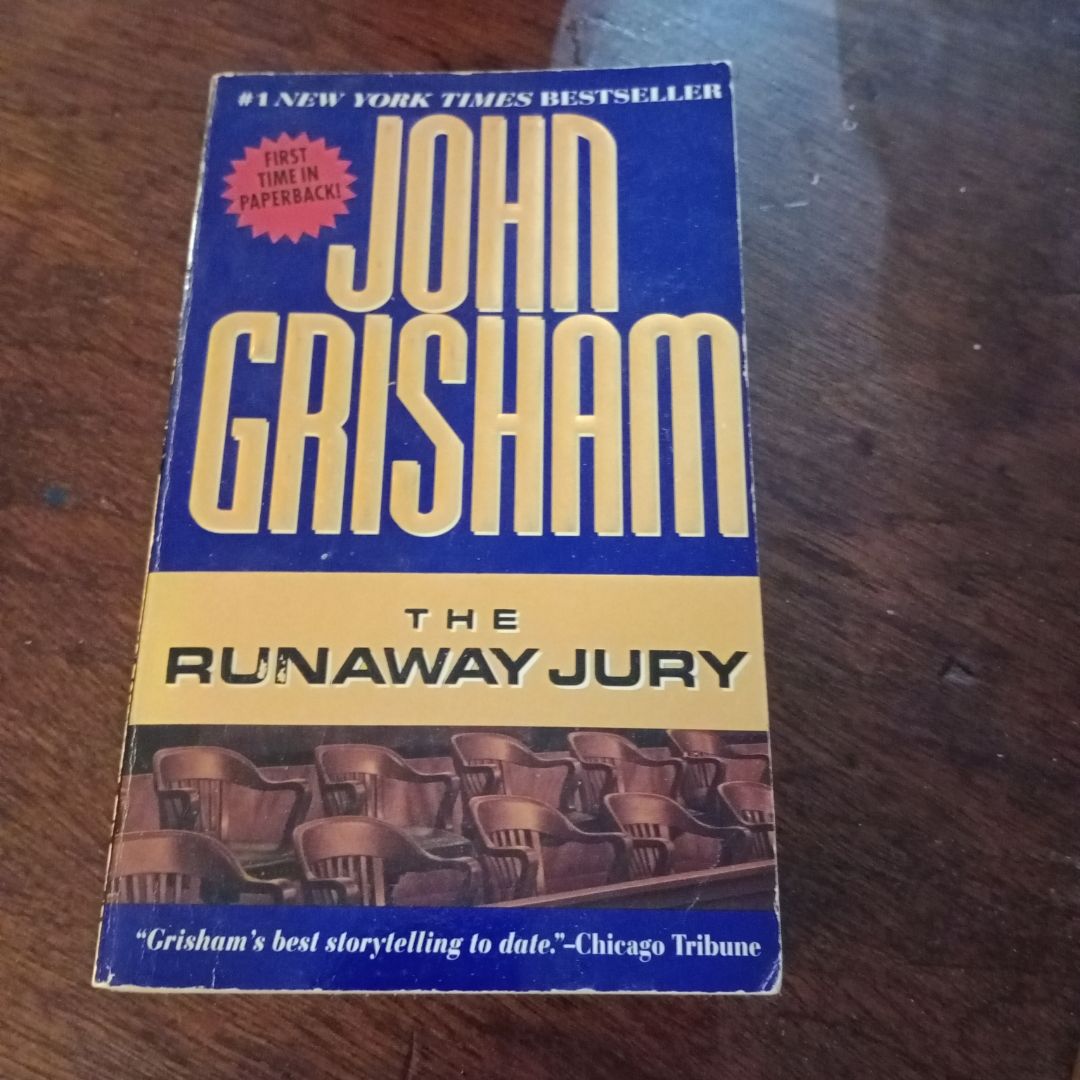 #1 NEW YORK TIMES BESTSELLER
FIRST
TIME IN
PAPERBACK!
JOHN
GRISHAM
THE
RUNAWAY JURY
“Grisham's best storytelling to date.”–Chicago Tribune